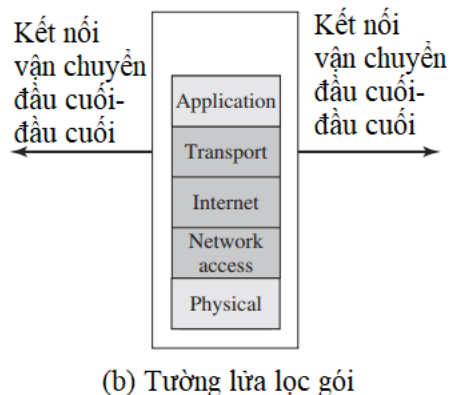 Kết nối
vận chuyển
đầu cuối-
đầu cuối
Kết nối
vận chuyển
đầu cuối-
đầu cuối
Application
Transport
Internet
Network
access
Physical
(b) Tường lửa lọc gói